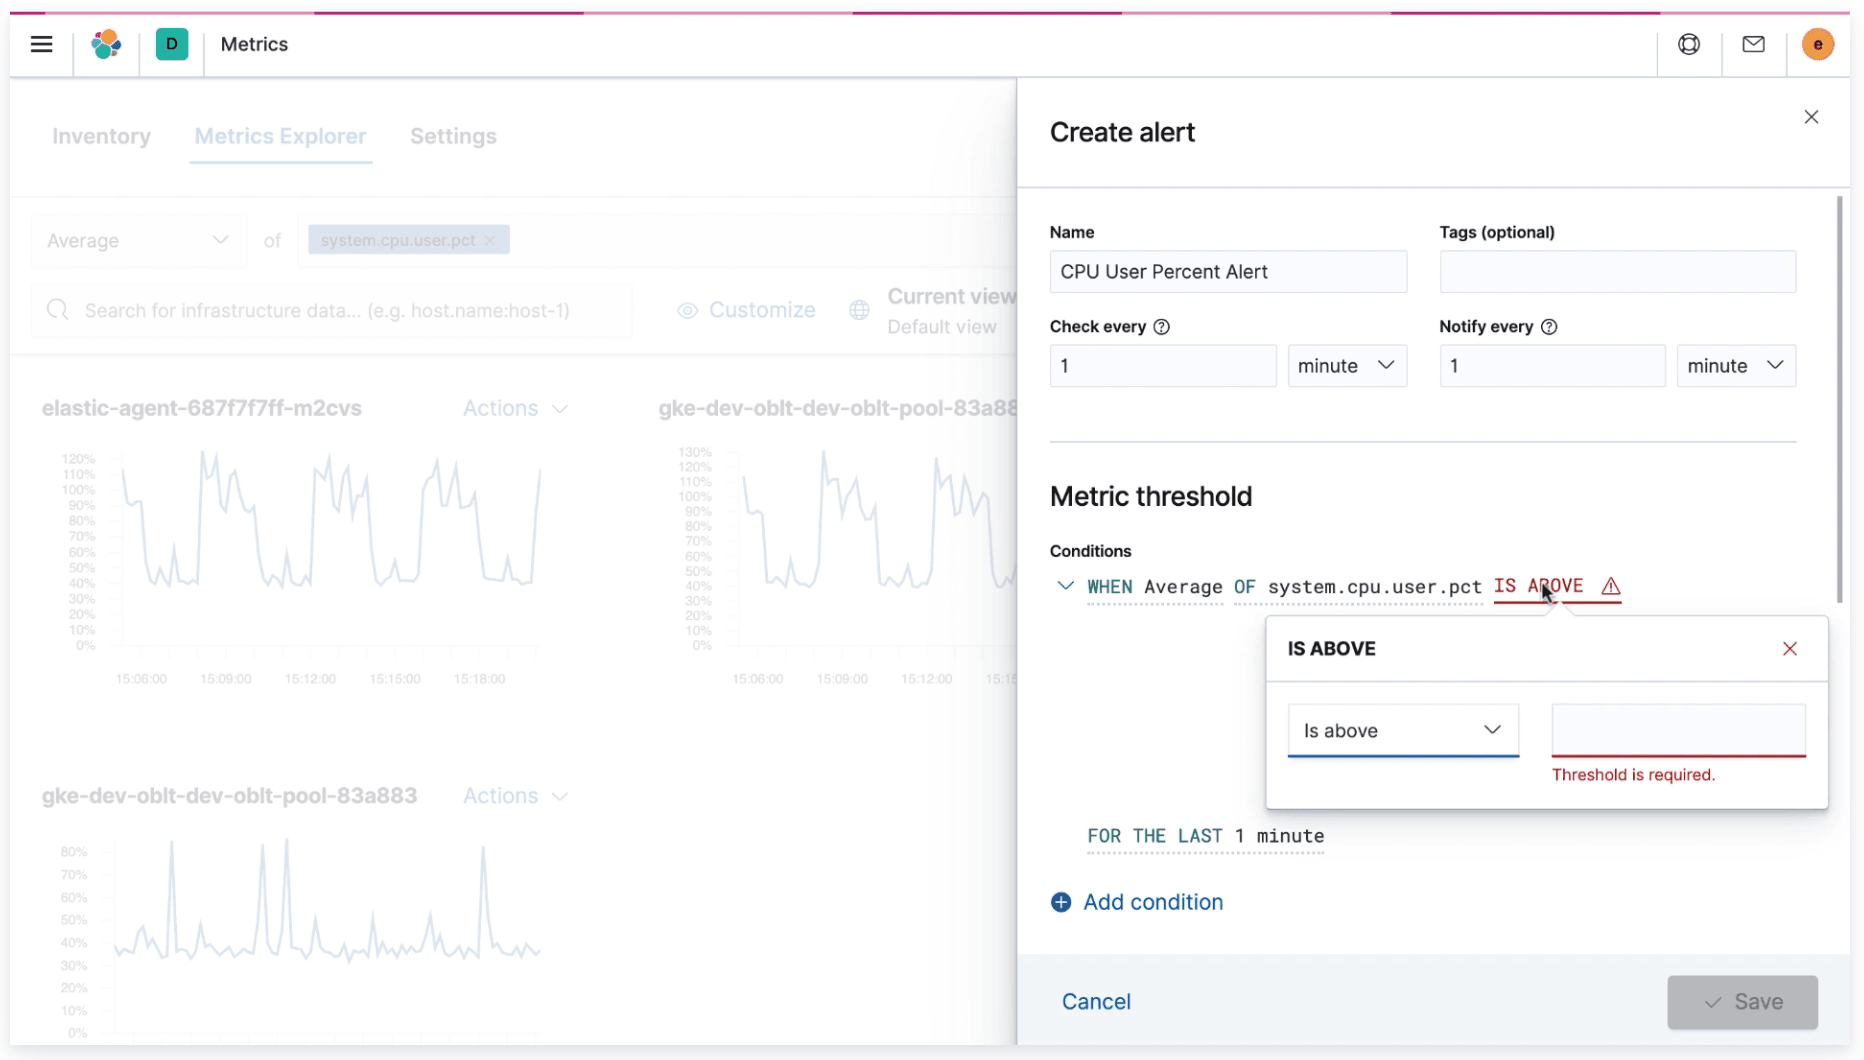 D
Metrics
e
Inventory
Metrics Explorer
Settings
Average
of
system.cpu.user.pct
Search for infrastructure data... (e.g. host.name:host-1)
Customize
Current view
Default view
elastic-agent-687f7f7ff-m2cvs
Actions
120%
110%
100%
90%
80%
70%
60%
50%
40%
30%
20%
10%
0%
15:06:00 15:09:00 15:12:00 15:15:00 15:18:00
gke-dev-oblt-dev-oblt-pool-83a88
130%
120%
110%
100%
90%
80%
70%
60%
50%
40%
30%
20%
10%
0%
15:06:00 15:09:00 15:12:00 15:15
gke-dev-oblt-dev-oblt-pool-83a883
Actions
80%
70%
60%
50%
40%
30%
20%
10%
0%
Create alert
Name
CPU User Percent Alert
Tags (optional)
Check every
1
minute
Notify every
1
minute
Metric threshold
Conditions
WHEN Average OF system.cpu.user.pct IS ABOVE
IS ABOVE
Is above
Threshold is required.
FOR THE LAST 1 minute
Add condition
Cancel
Save